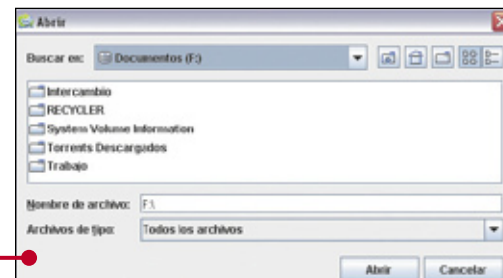 Abrir
Buscar en: Documentos (F:)
Intercambio
RECYCLER
System Volume Information
Torrents Descargados
Trabajo
Nombre de archivo: F:\
Archivos de tipo: Todos los archivos
Abrir Cancelar